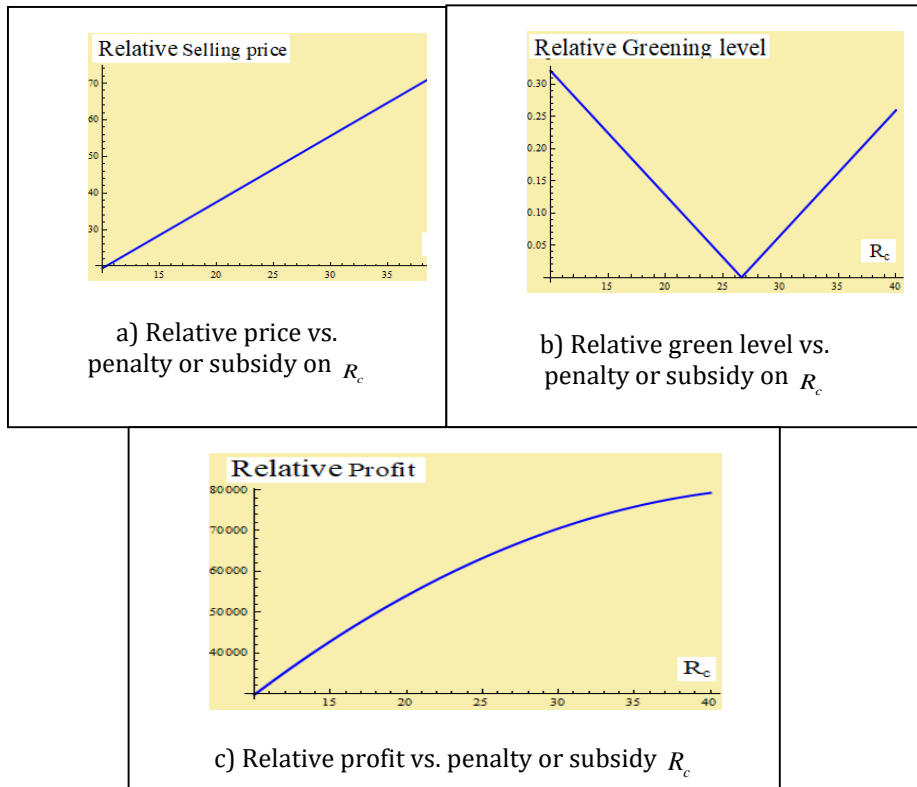 Relative Selling price
70
60
50
40
30
15 20 25 30 35
a) Relative price vs.
penalty or subsidy on R_c
Relative Greening level
0.30
0.25
0.20
0.15
0.10
0.05
R_c
15 20 25 30 35 40
b) Relative green level vs.
penalty or subsidy on R_c
Relative Profit
80000
70000
60000
50000
40000
R_c
15 20 25 30 35 40
c) Relative profit vs. penalty or subsidy R_c